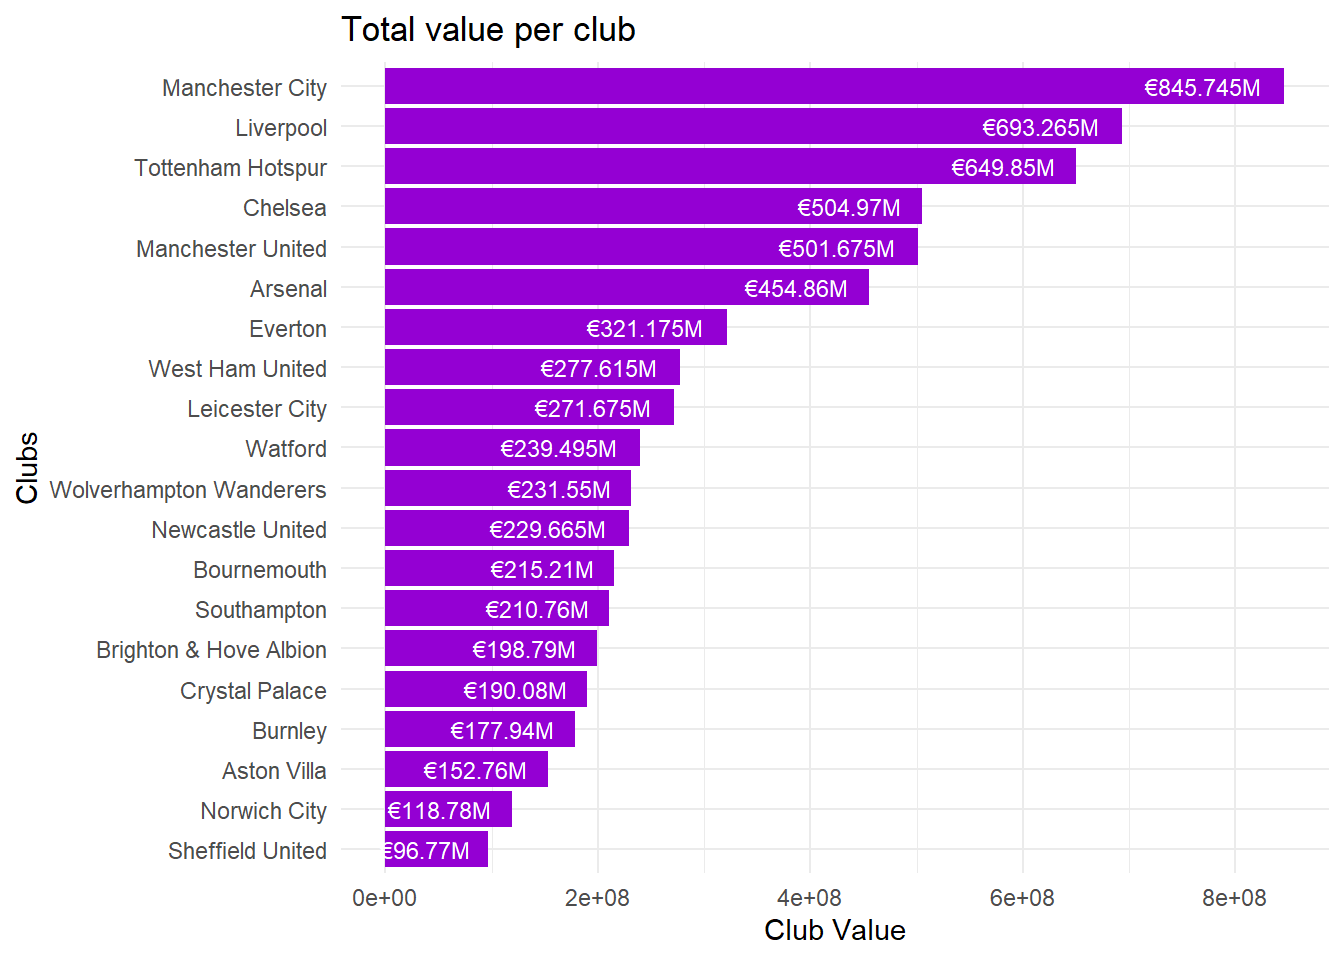 Total value per club
Manchester City €845.745M
Liverpool €693.265M
Tottenham Hotspur €649.85M
Chelsea €504.97M
Manchester United €501.675M
Arsenal €454.86M
Everton €321.175M
West Ham United €277.615M
Leicester City €271.675M
Watford €239.495M
Wolverhampton Wanderers €231.55M
Newcastle United €229.665M
Bournemouth €215.21M
Southampton €210.76M
Brighton & Hove Albion €198.79M
Crystal Palace €190.08M
Burnley €177.94M
Aston Villa €152.76M
Norwich City €118.78M
Sheffield United €96.77M
Clubs
0e+00 2e+08 4e+08 6e+08 8e+08
Club Value